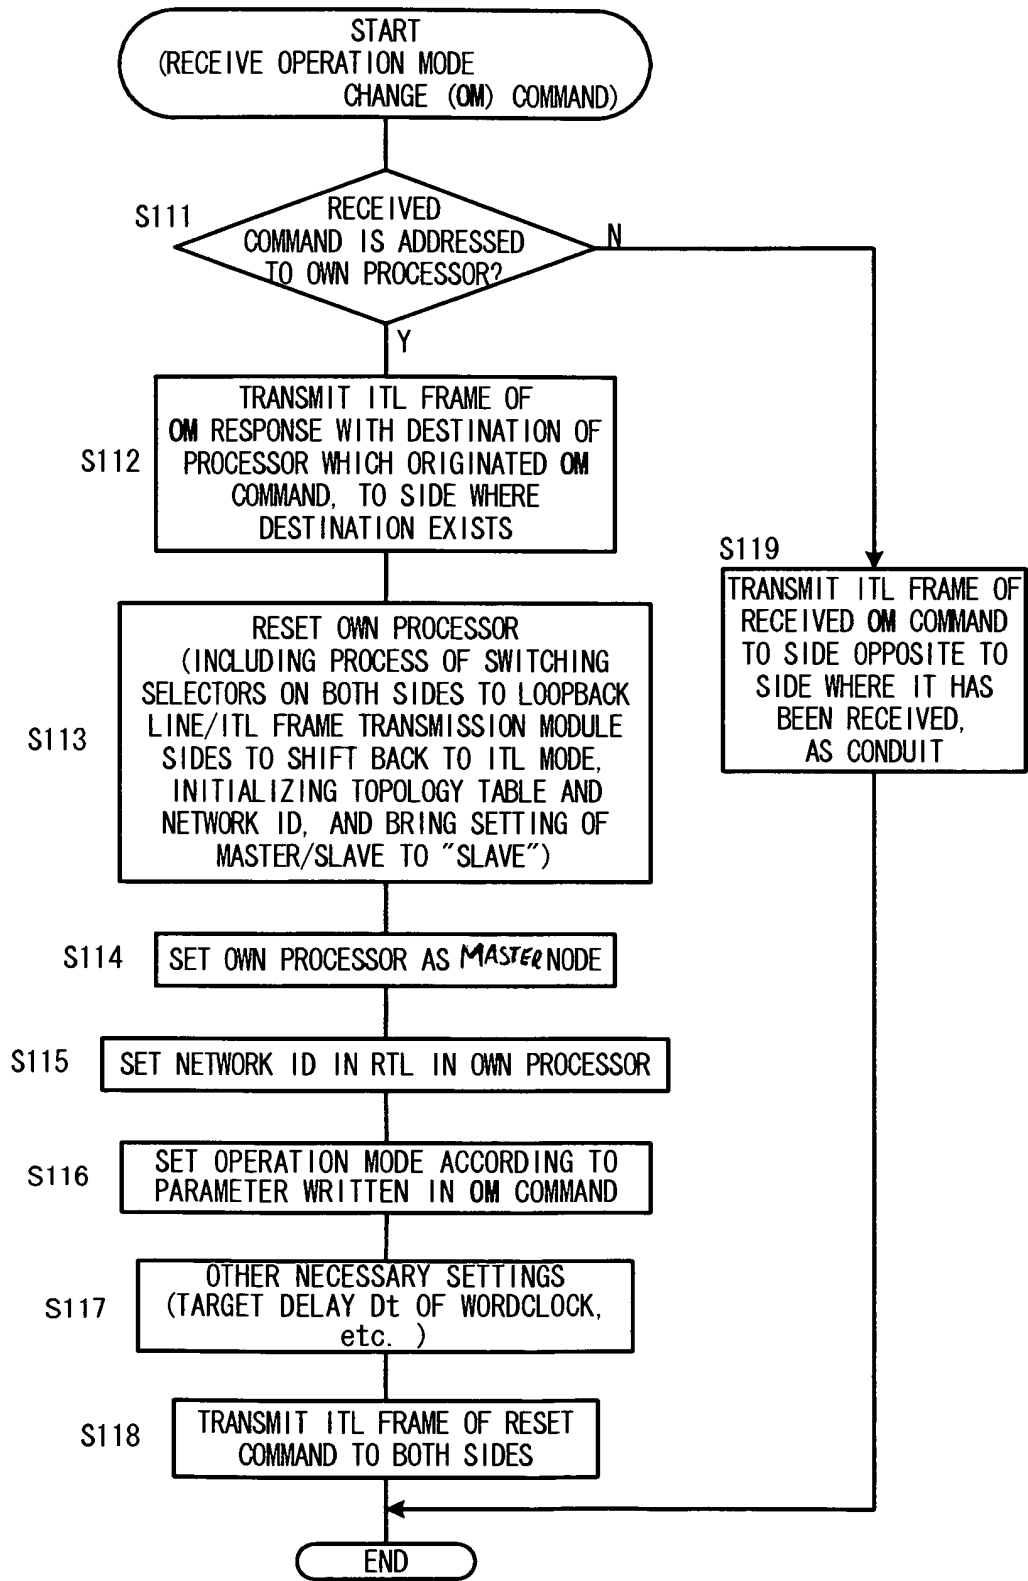 START
(RECEIVE OPERATION MODE
CHANGE (OM) COMMAND)
S111
RECEIVED
COMMAND IS ADDRESSED
TO OWN PROCESSOR?
N
Y
S112
TRANSMIT ITL FRAME OF
OM RESPONSE WITH DESTINATION OF
PROCESSOR WHICH ORIGINATED OM
COMMAND, TO SIDE WHERE
DESTINATION EXISTS
S119
TRANSMIT ITL FRAME OF
RECEIVED OM COMMAND
TO SIDE OPPOSITE TO
SIDE WHERE IT HAS
BEEN RECEIVED,
AS CONDUIT
S113
RESET OWN PROCESSOR
(INCLUDING PROCESS OF SWITCHING
SELECTORS ON BOTH SIDES TO LOOPBACK
LINE/ITL FRAME TRANSMISSION MODULE
SIDES TO SHIFT BACK TO ITL MODE,
INITIALIZING TOPOLOGY TABLE AND
NETWORK ID, AND BRING SETTING OF
MASTER/SLAVE TO "SLAVE")
S114
SET OWN PROCESSOR AS MASTER NODE
S115
SET NETWORK ID IN RTL IN OWN PROCESSOR
S116
SET OPERATION MODE ACCORDING TO
PARAMETER WRITTEN IN OM COMMAND
S117
OTHER NECESSARY SETTINGS
(TARGET DELAY Dt OF WORDCLOCK,
etc. )
S118
TRANSMIT ITL FRAME OF RESET
COMMAND TO BOTH SIDES
END